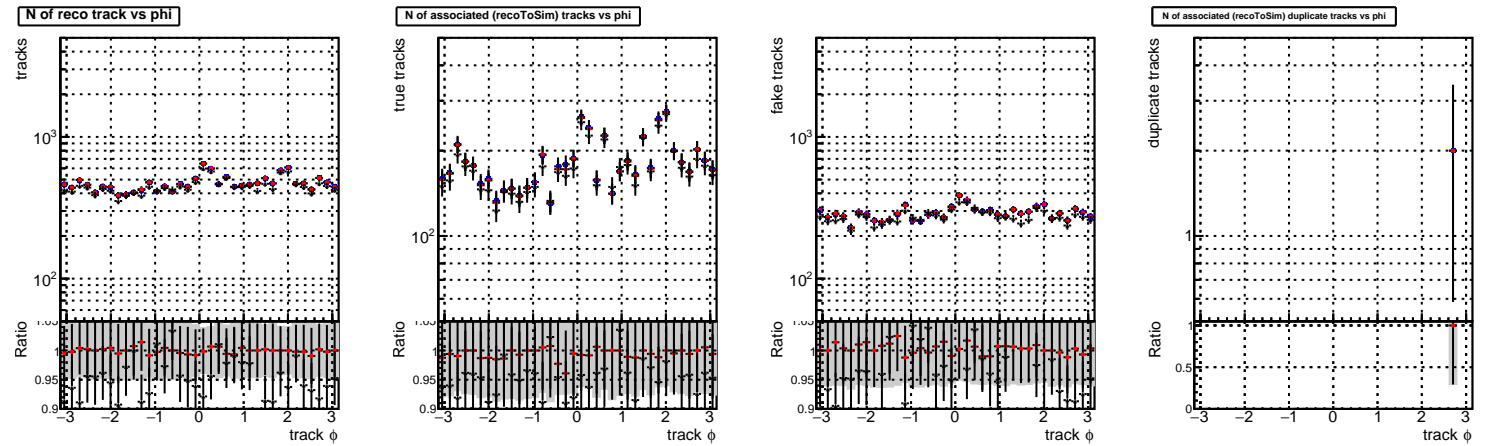 N of reco track vs phi
tracks
10³
10²
Ratio
1
0.95
0.9
−3 −2 −1 0 1 2 3
track ϕ
N of associated (recoToSim) tracks vs phi
true tracks
10²
Ratio
1
0.95
0.9
−3 −2 −1 0 1 2 3
track ϕ
fake tracks
10³
10²
Ratio
1
0.95
0.9
−3 −2 −1 0 1 2 3
track ϕ
N of associated (recoToSim) duplicate tracks vs phi
duplicate tracks
1
Ratio
1
0.5
0
−3 −2 −1 0 1 2 3
track ϕ